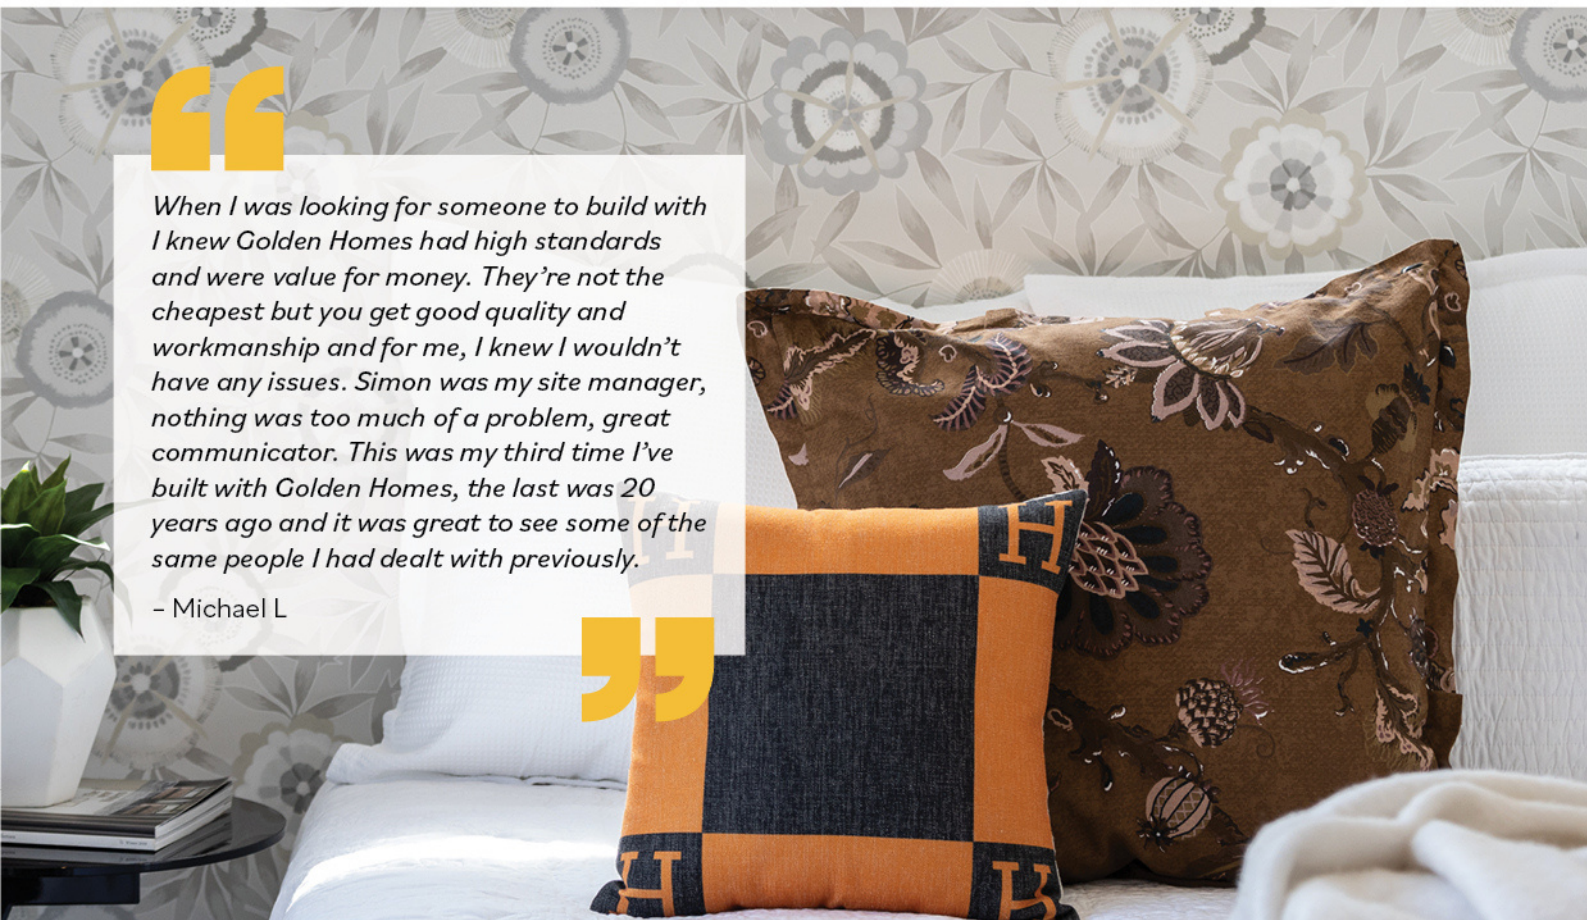 When I was looking for someone to build with
I knew Golden Homes had high standards
and were value for money. They’re not the
cheapest but you get good quality and
workmanship and for me, I knew I wouldn’t
have any issues. Simon was my site manager,
nothing was too much of a problem, great
communicator. This was my third time I’ve
built with Golden Homes, the last was 20
years ago and it was great to see some of the
same people I had dealt with previously.
– Michael L
H H
H H